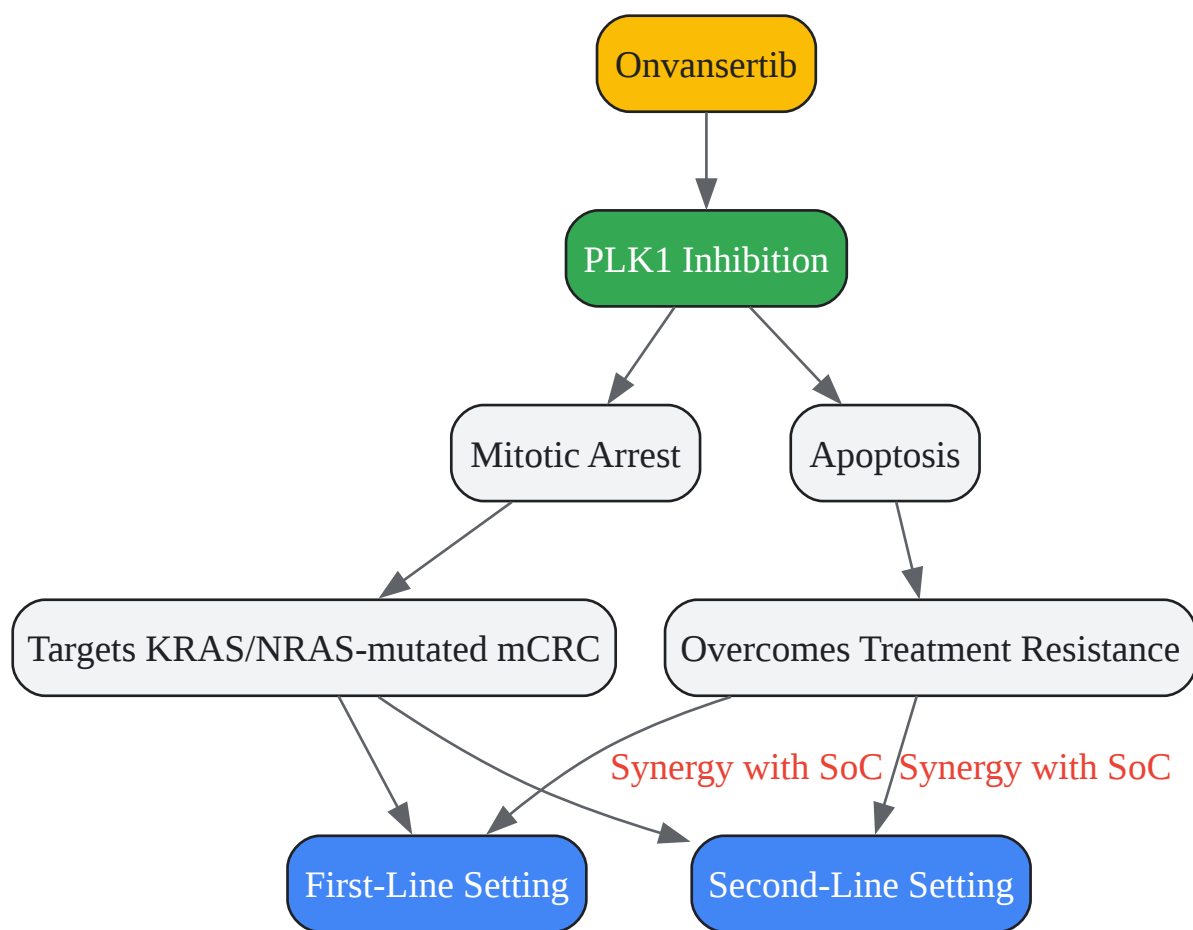 Onvansertib
PLK1 Inhibition
Mitotic Arrest
Apoptosis
Targets KRAS/NRAS-mutated mCRC
Overcomes Treatment Resistance
Synergy with SoC
Synergy with SoC
First-Line Setting
Second-Line Setting